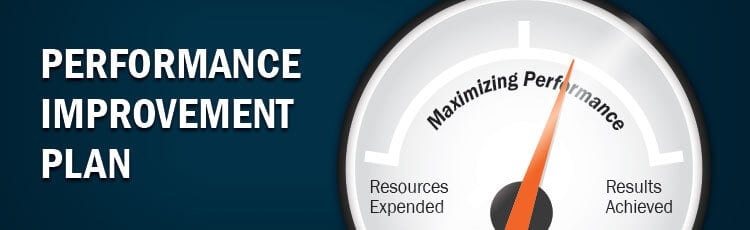 PERFORMANCE
IMPROVEMENT
PLAN
Maximizing Performance
Resources
Expended
Results
Achieved